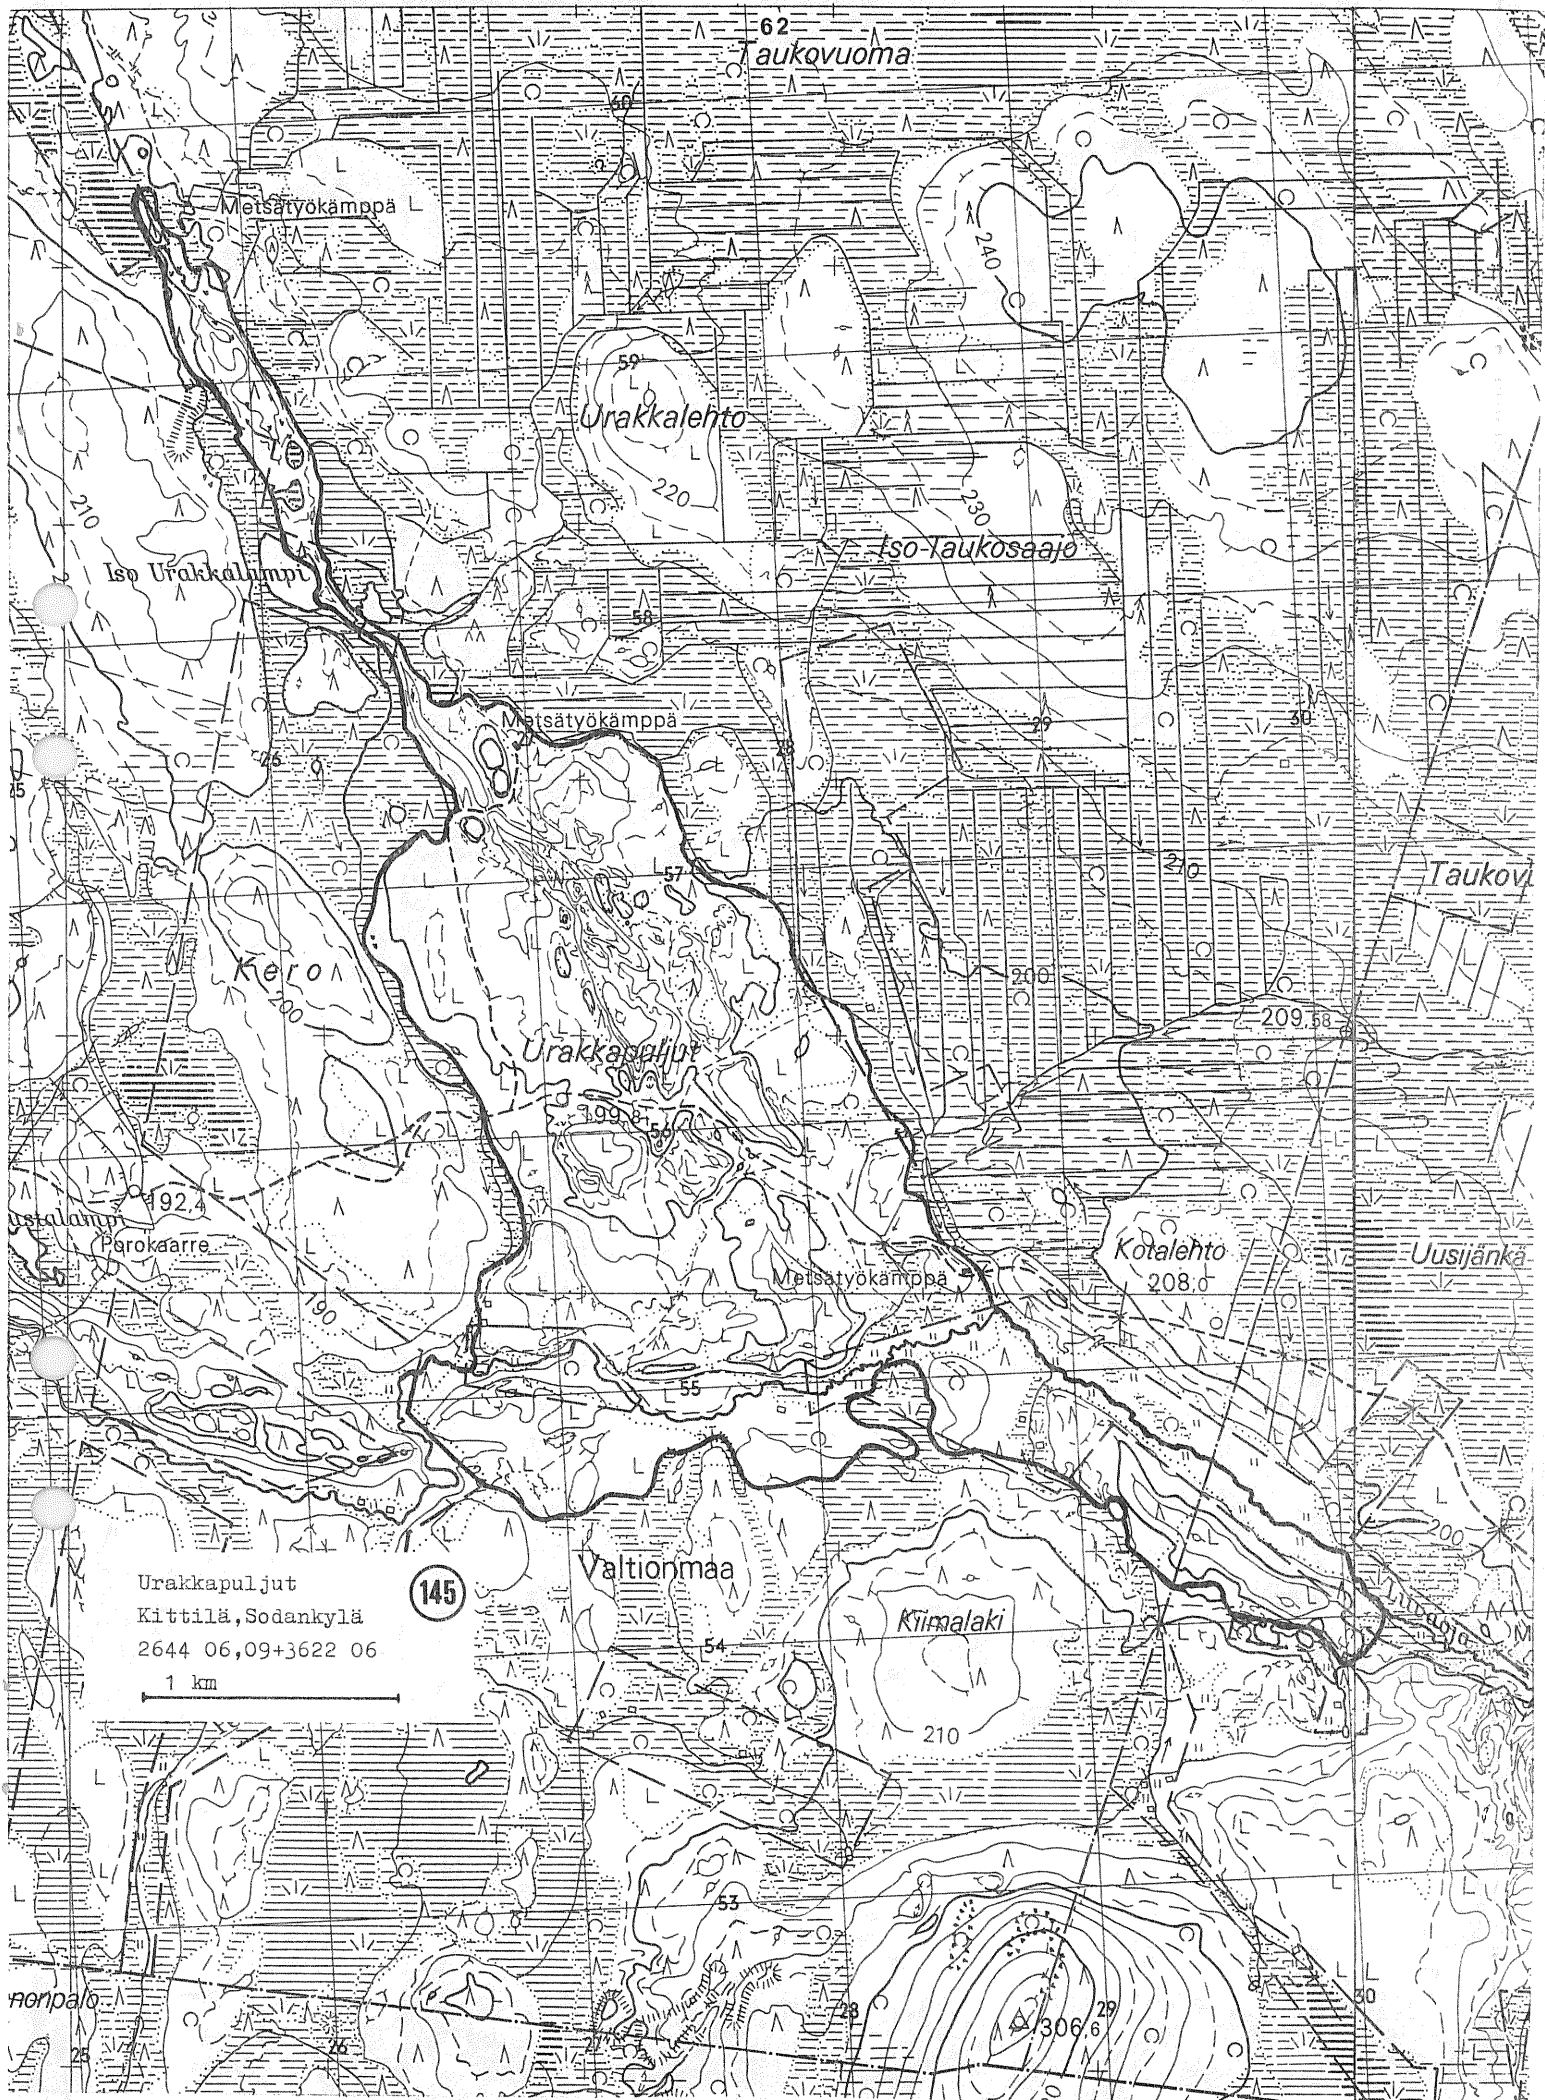 62
Taukovuoma
60
Metsätyökämppä
240
59
Urakkalehto
220
210
230
Iso Taukosaajo
Iso Urakkalampi
58
Metsätyökämppä
29
30
28
26
25
210
57
Kero
200
200
209,58
Urakkapuljut
199,8
56
192,4
Porokaarre
190
Kotalehto
208,0
Uusijänkä
Metsätyökämppä
55
200
Valtionmaa
Kiimalaki
54
210
Urakkapuljut
Kittilä,Sodankylä
2644 06,09+3622 06
1 km
145
53
28
29
30
306,6
25
26
27